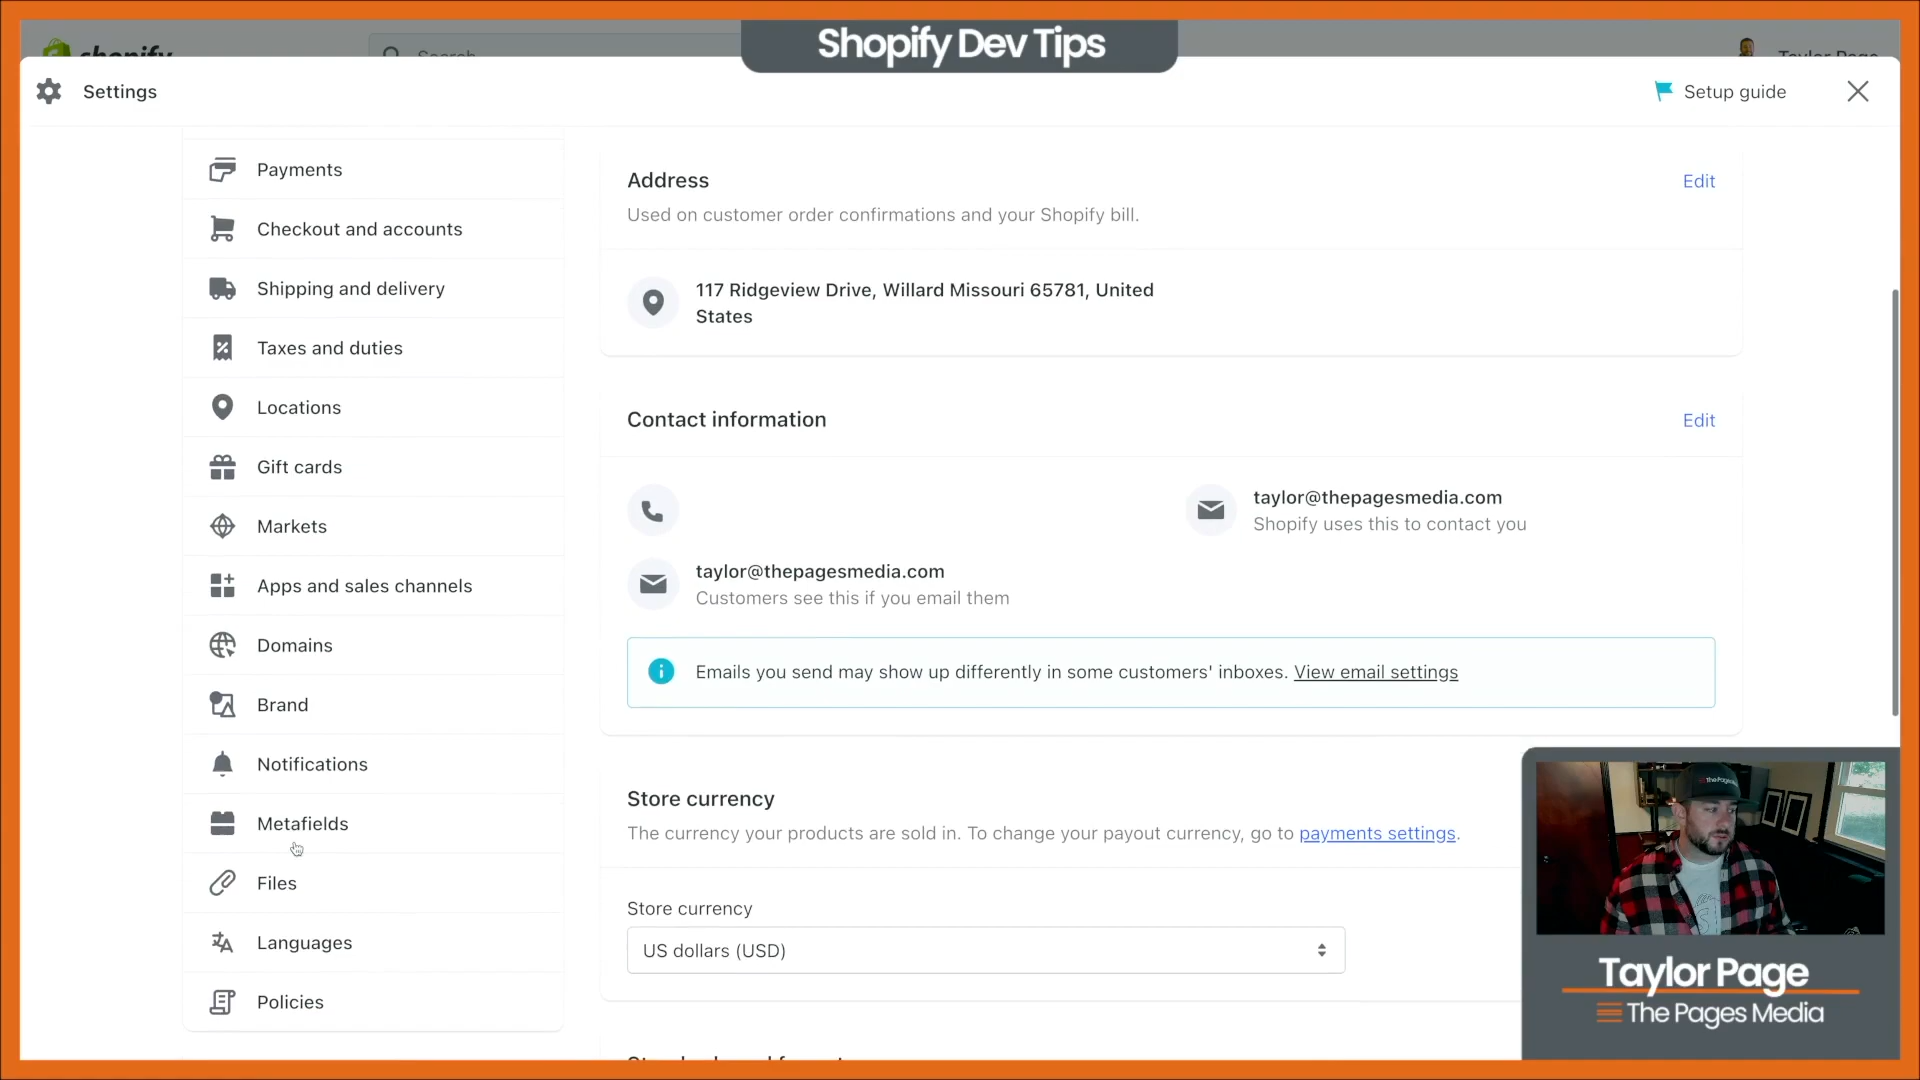 Shopify Dev Tips
shopify
Search
Taylor Page
Settings
Setup guide
Payments
Checkout and accounts
Shipping and delivery
Taxes and duties
Locations
Gift cards
Markets
Apps and sales channels
Domains
Brand
Notifications
Metafields
Files
Languages
Policies
Address
Edit
Used on customer order confirmations and your Shopify bill.
117 Ridgeview Drive, Willard Missouri 65781, United
States
Contact information
Edit
taylor@thepagesmedia.com
Shopify uses this to contact you
taylor@thepagesmedia.com
Customers see this if you email them
Emails you send may show up differently in some customers' inboxes. View email settings
Store currency
The currency your products are sold in. To change your payout currency, go to payments settings.
Store currency
US dollars (USD)
Taylor Page
The Pages Media